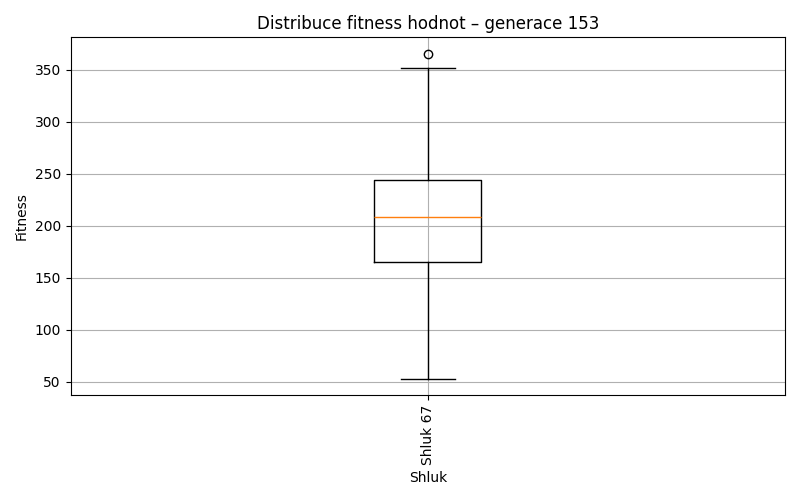 Distribuce fitness hodnot – generace 153
350
300
250
200
150
100
50
Fitness
Shluk 67
Shluk